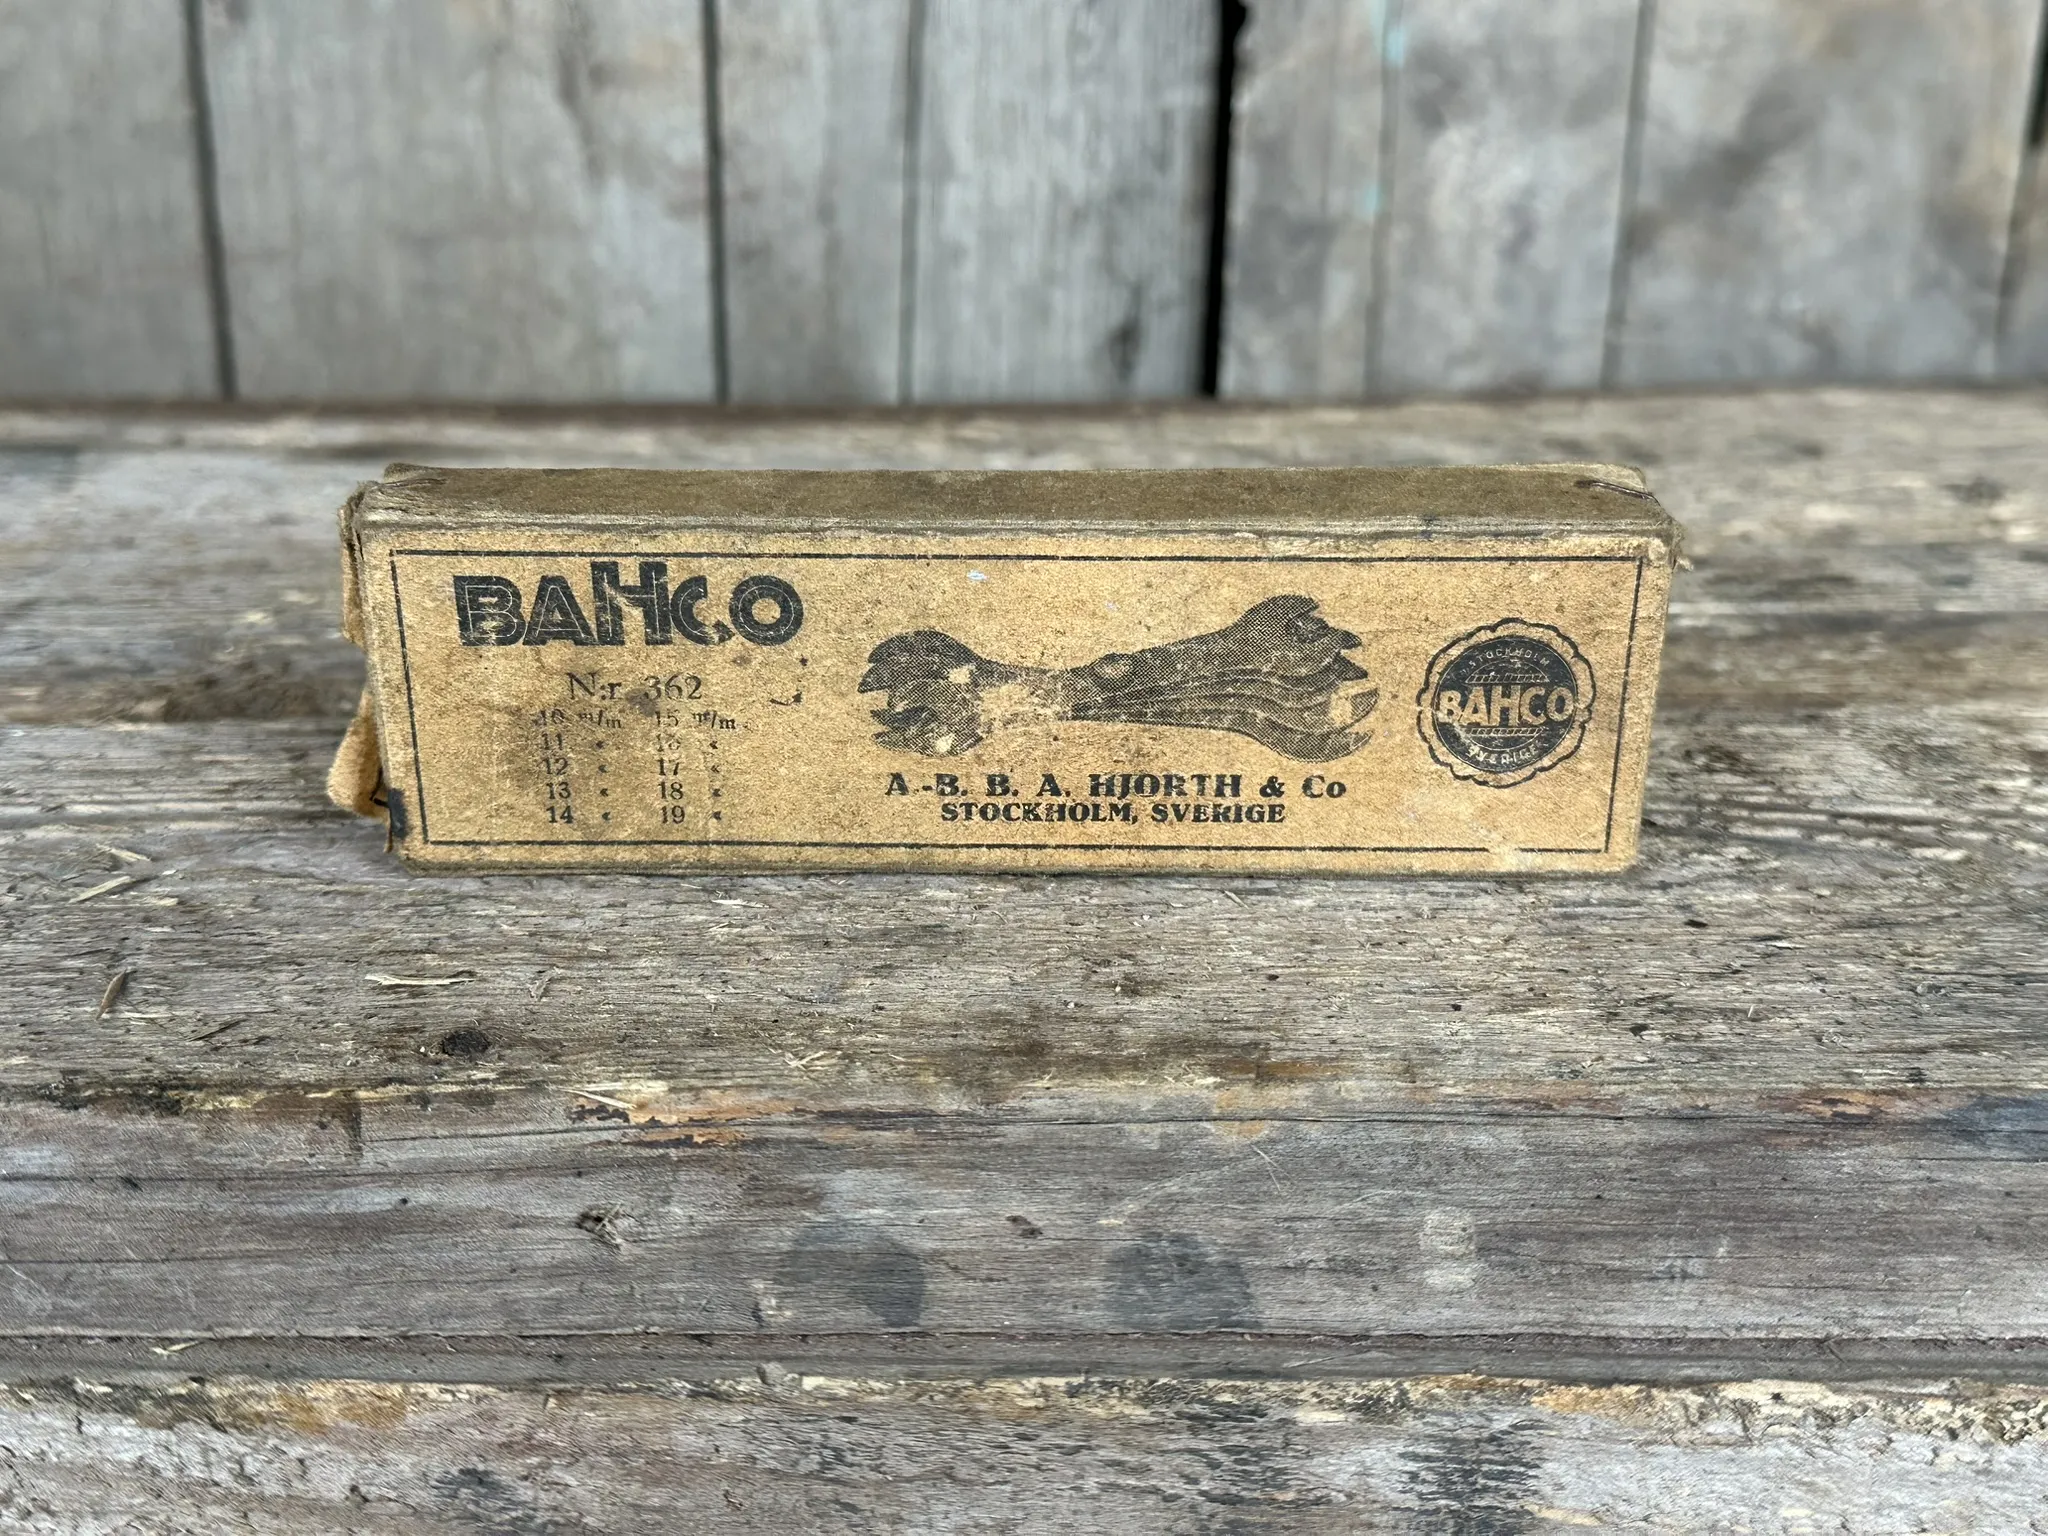 BAHCO
N:r 362
10 m/m 15 m/m
11 " 16 "
12 " 17 "
13 " 18 "
14 " 19 "
A.-B. B. A. HJORTH & Co
STOCKHOLM, SVERIGE
STOCKHOLM
BAHCO
SVERIGE